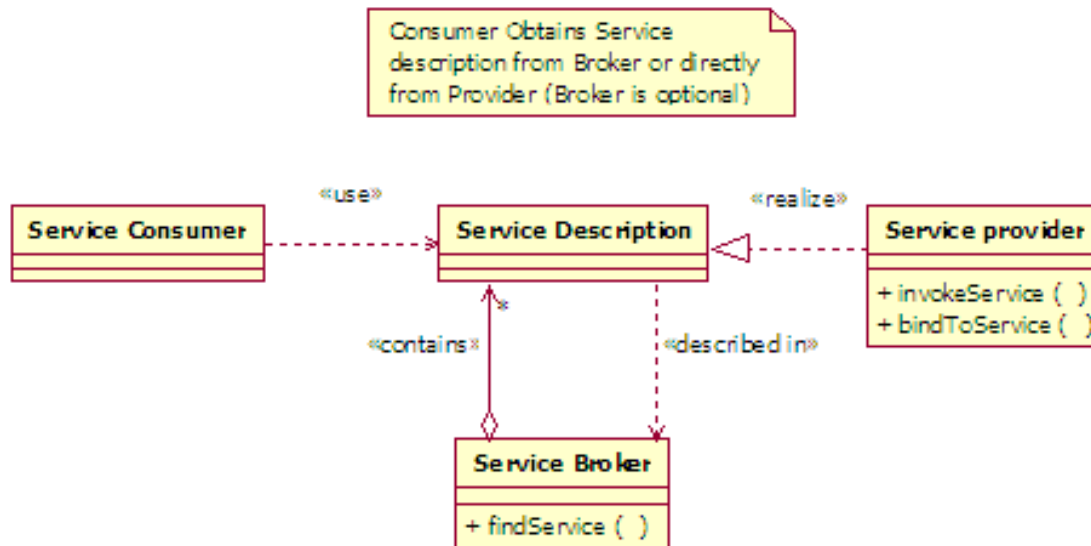 Consumer Obtains Service
description from Broker or directly
from Provider (Broker is optional)
«use»
«realize»
Service Consumer
Service Description
Service provider
+ invokeService ( )
+ bindToService ( )
*
«contains»
«described in»
Service Broker
+ findService ( )